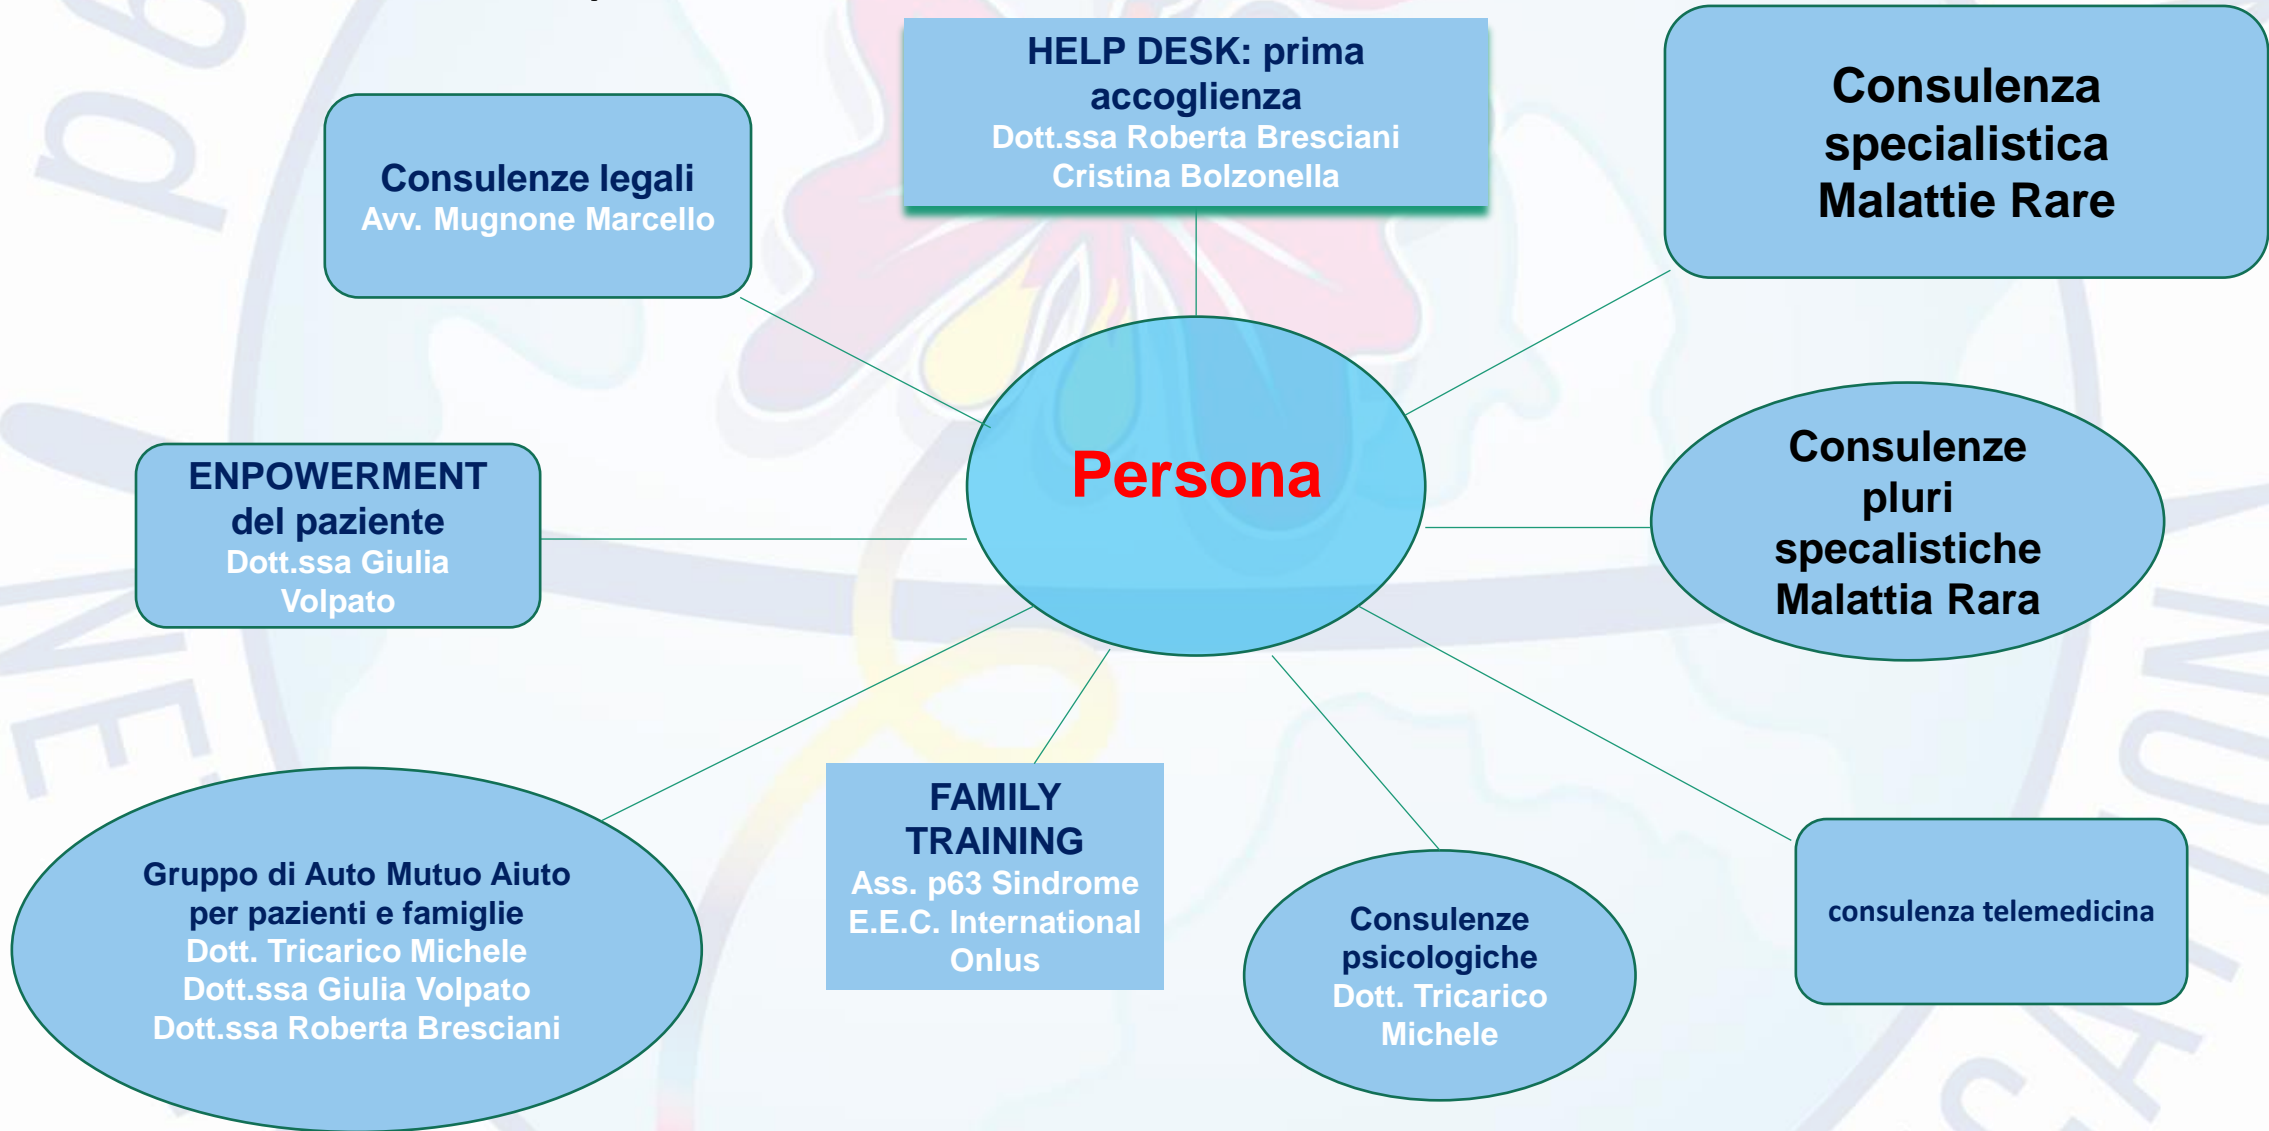 HELP DESK: prima
accoglienza
Dott.ssa Roberta Bresciani
Cristina Bolzonella
Consulenza
specialistica
Malattie Rare
Consulenze legali
Avv. Mugnone Marcello
Persona
ENPOWERMENT
del paziente
Dott.ssa Giulia
Volpato
Consulenze
pluri
specalistiche
Malattia Rara
Gruppo di Auto Mutuo Aiuto
per pazienti e famiglie
Dott. Tricarico Michele
Dott.ssa Giulia Volpato
Dott.ssa Roberta Bresciani
FAMILY
TRAINING
Ass. p63 Sindrome
E.E.C. International
Onlus
Consulenze
psicologiche
Dott. Tricarico
Michele
consulenza telemedicina